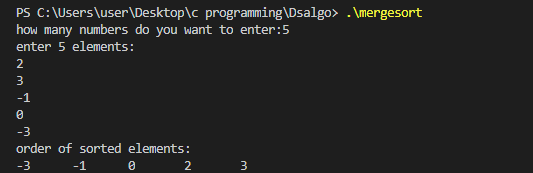 PS C:\Users\user\Desktop\c programming\Dsalgo> .\mergesort
how many numbers do you want to enter:5
enter 5 elements:
2
3
-1
0
-3
order of sorted elements:
-3 -1 0 2 3